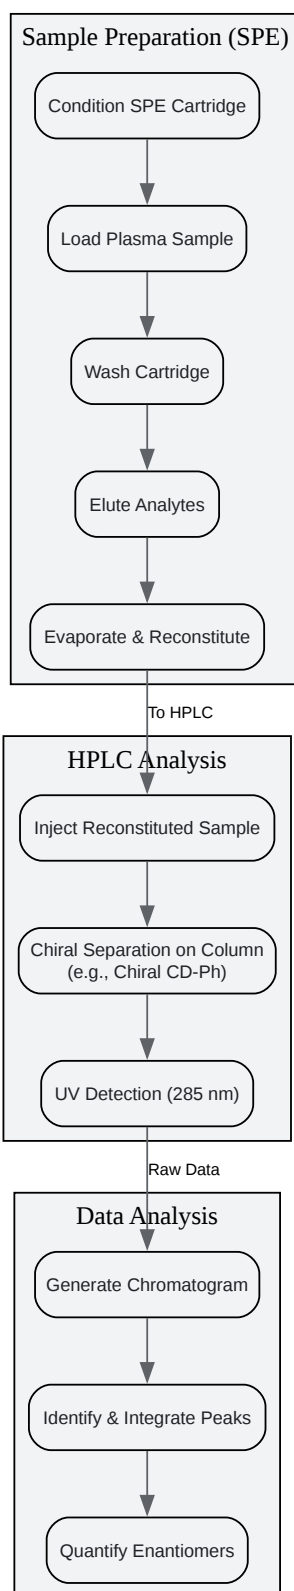 Sample Preparation (SPE)
Condition SPE Cartridge
Load Plasma Sample
Wash Cartridge
Elute Analytes
Evaporate & Reconstitute
To HPLC
HPLC Analysis
Inject Reconstituted Sample
Chiral Separation on Column
(e.g., Chiral CD-Ph)
UV Detection (285 nm)
Raw Data
Data Analysis
Generate Chromatogram
Identify & Integrate Peaks
Quantify Enantiomers